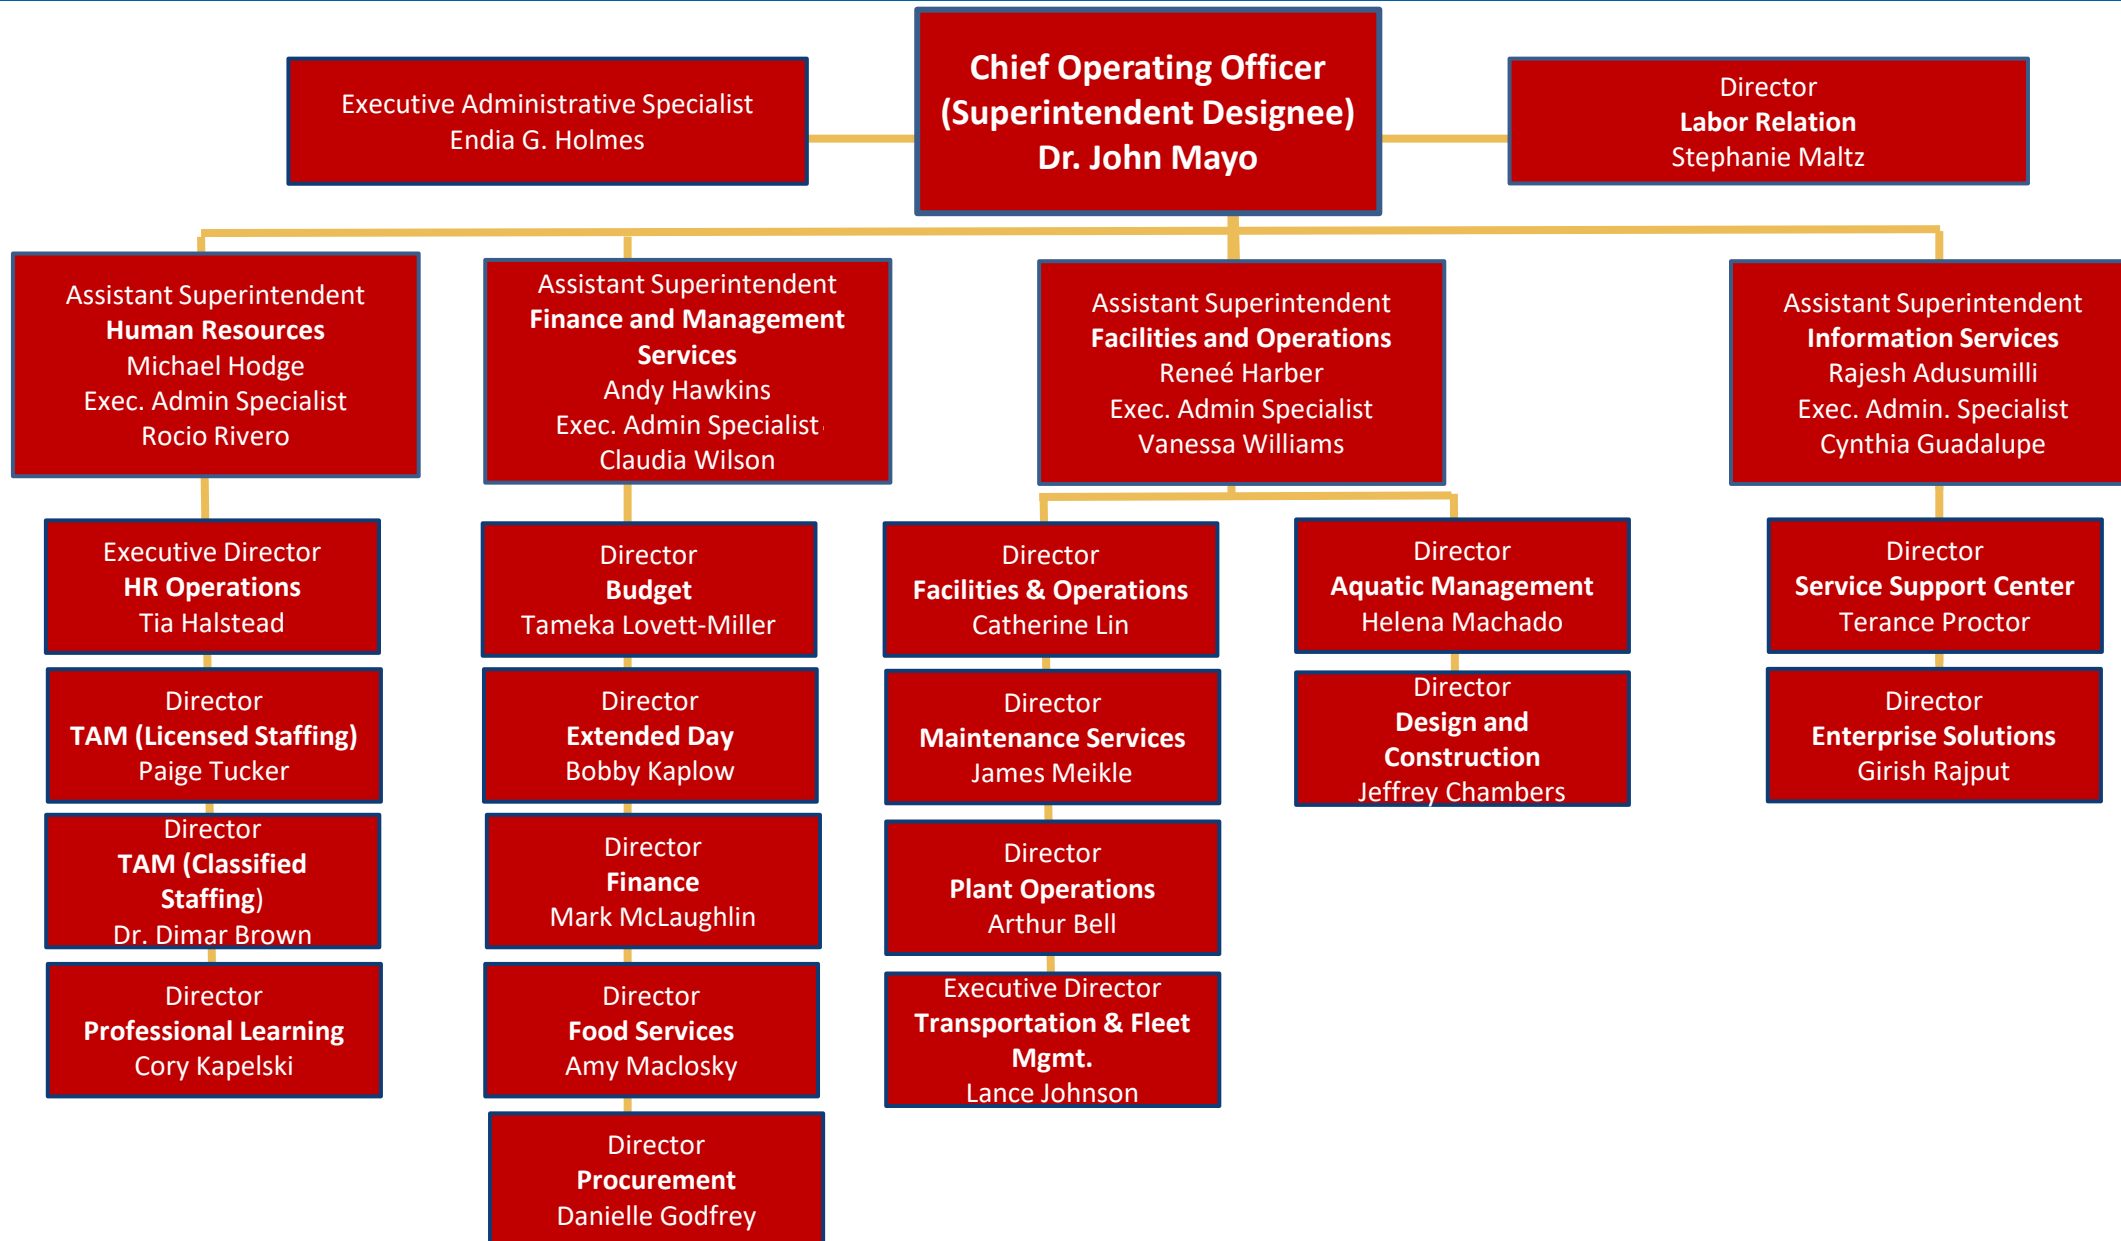 Chief Operating Officer
(Superintendent Designee)
Dr. John Mayo
Executive Administrative Specialist
Endia G. Holmes
Director
Labor Relation
Stephanie Maltz
Assistant Superintendent
Human Resources
Michael Hodge
Exec. Admin Specialist
Rocio Rivero
Assistant Superintendent
Finance and Management
Services
Andy Hawkins
Exec. Admin Specialist
Claudia Wilson
Assistant Superintendent
Facilities and Operations
Reneé Harber
Exec. Admin Specialist
Vanessa Williams
Assistant Superintendent
Information Services
Rajesh Adusumilli
Exec. Admin. Specialist
Cynthia Guadalupe
Executive Director
HR Operations
Tia Halstead
Director
TAM (Licensed Staffing)
Paige Tucker
Director
TAM (Classified
Staffing)
Dr. Dimar Brown
Director
Professional Learning
Cory Kapelski
Director
Budget
Tameka Lovett-Miller
Director
Extended Day
Bobby Kaplow
Director
Finance
Mark McLaughlin
Director
Food Services
Amy Maclosky
Director
Procurement
Danielle Godfrey
Director
Facilities & Operations
Catherine Lin
Director
Maintenance Services
James Meikle
Director
Plant Operations
Arthur Bell
Executive Director
Transportation & Fleet
Mgmt.
Lance Johnson
Director
Aquatic Management
Helena Machado
Director
Design and
Construction
Jeffrey Chambers
Director
Service Support Center
Terance Proctor
Director
Enterprise Solutions
Girish Rajput